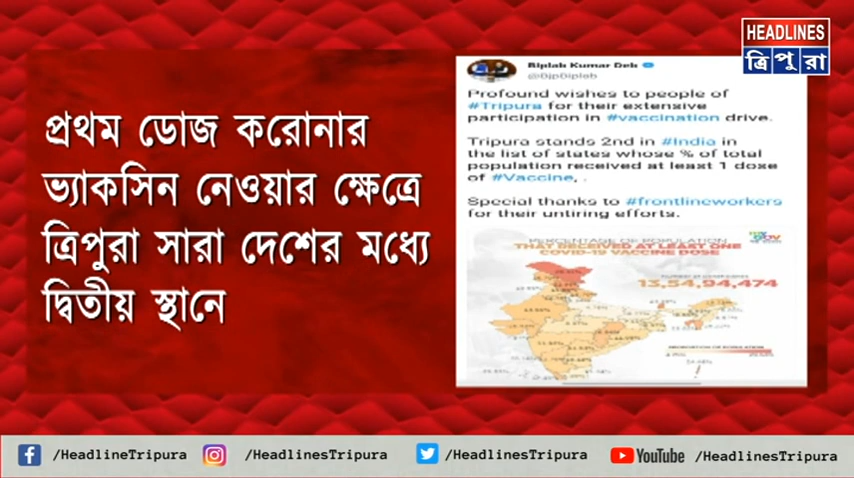 HEADLINES
ত্রিপুরা
প্রথম ডোজ করোনার
ভ্যাকসিন নেওয়ার ক্ষেত্রে
ত্রিপুরা সারা দেশের মধ্যে
দ্বিতীয় স্থানে
Biplab Kumar Deb
@BjpBiplab
Profound wishes to people of
#Tripura for their extensive
participation in #vaccination drive.
Tripura stands 2nd in #India in
the list of states whose % of total
population received at least 1 dose
of #Vaccine, .
Special thanks to #frontlineworkers
for their untiring efforts.
PERCENTAGE OF POPULATION
THAT RECEIVED AT LEAST ONE
COVID-19 VACCINE DOSE
13,54,94,474
/HeadlineTripura
/HeadlinesTripura
/HeadlinesTripura
YouTube /HeadlinesTripura